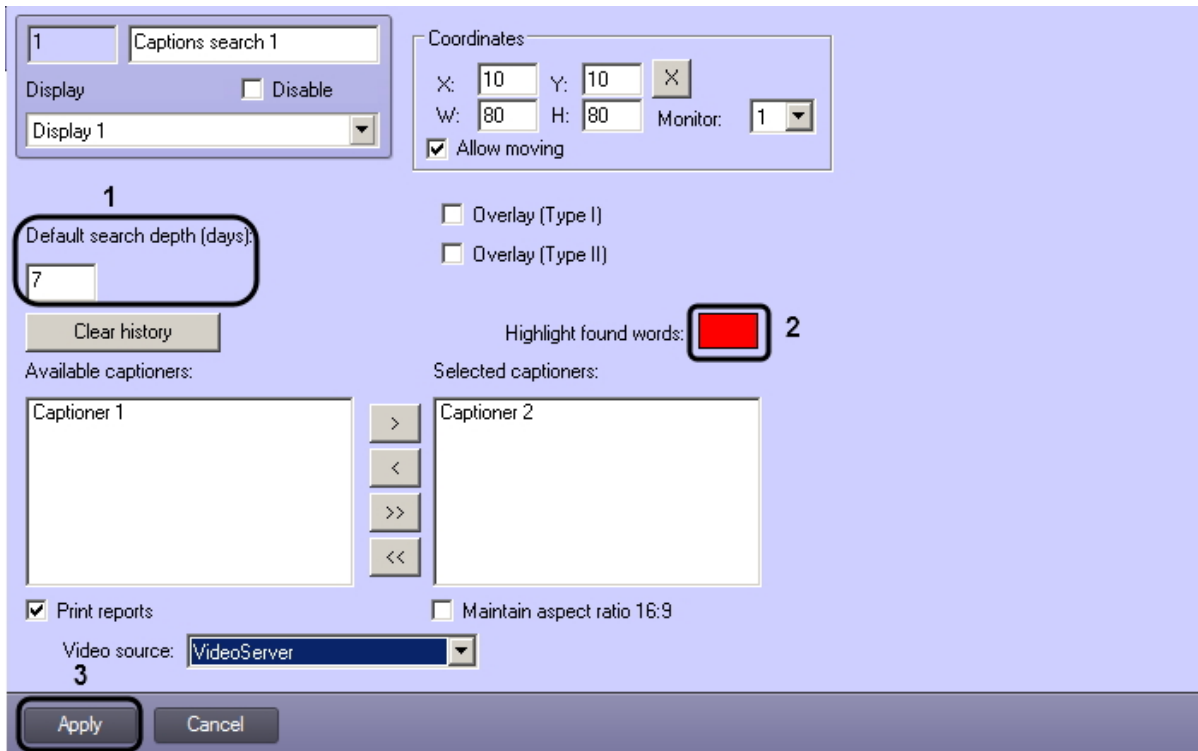 1 Captions search 1
Display Disable
Display 1
Coordinates
X: 10 Y: 10 X
W: 80 H: 80 Monitor: 1
Allow moving
1
Default search depth (days):
7
Overlay (Type I)
Overlay (Type II)
Clear history
Highlight found words: 2
Available captioners: Selected captioners:
Captioner 1 Captioner 2
>
<
>>
<<
Print reports Maintain aspect ratio 16:9
Video source: VideoServer
3
Apply Cancel